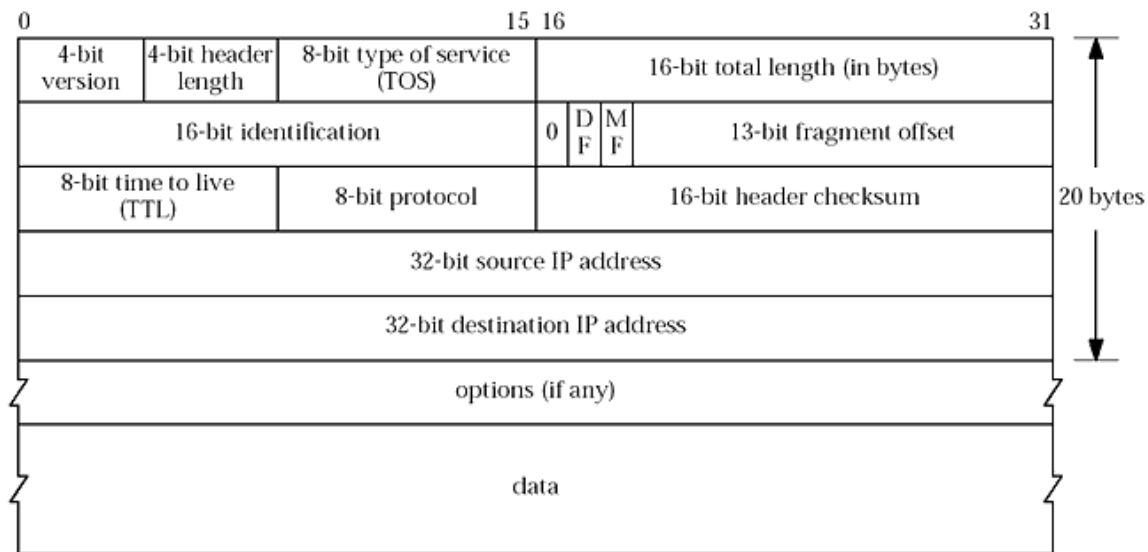 0 15 16 31
4-bit version
4-bit header length
8-bit type of service (TOS)
16-bit total length (in bytes)
16-bit identification
0
DF
MF
13-bit fragment offset
8-bit time to live (TTL)
8-bit protocol
16-bit header checksum
20 bytes
32-bit source IP address
32-bit destination IP address
options (if any)
data